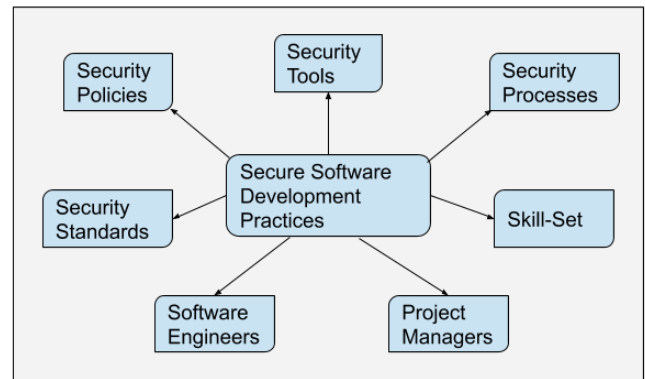 Security
Tools
Security
Policies
Security
Processes
Secure Software
Development
Practices
Security
Standards
Skill-Set
Software
Engineers
Project
Managers